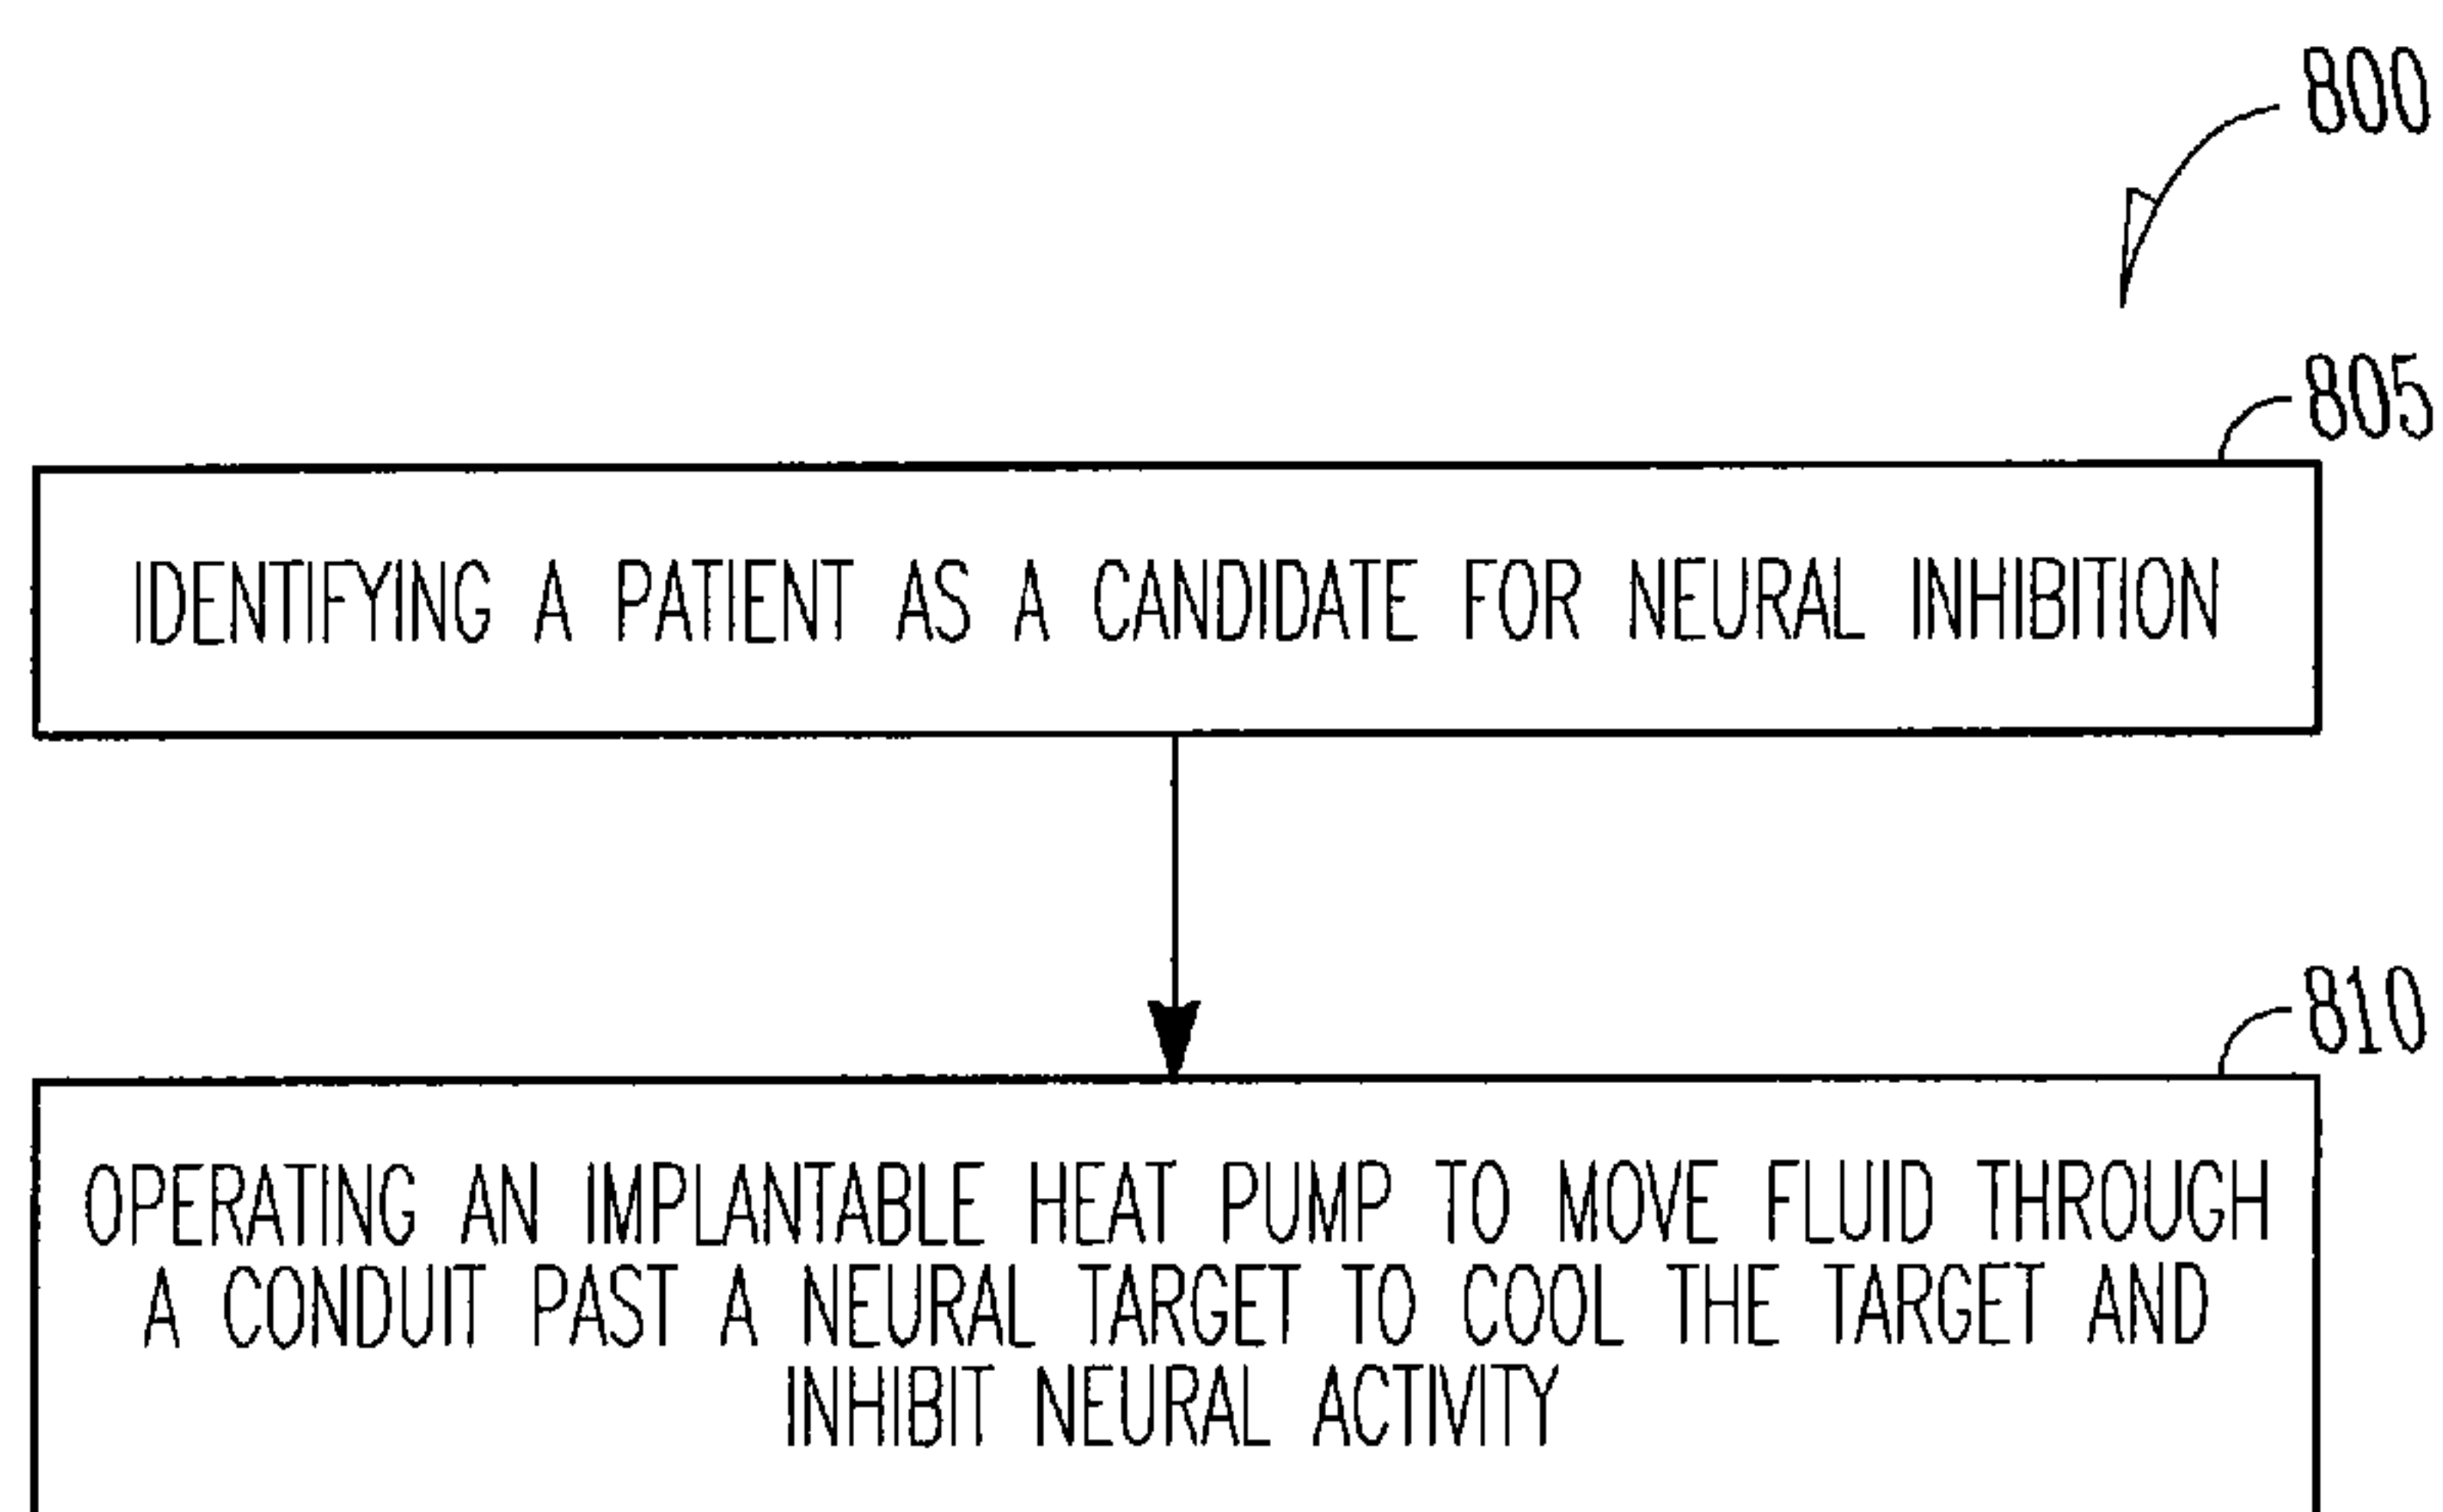 800
805
IDENTIFYING A PATIENT AS A CANDIDATE FOR NEURAL INHIBITION
810
OPERATING AN IMPLANTABLE HEAT PUMP TO MOVE FLUID THROUGH
A CONDUIT PAST A NEURAL TARGET TO COOL THE TARGET AND
INHIBIT NEURAL ACTIVITY